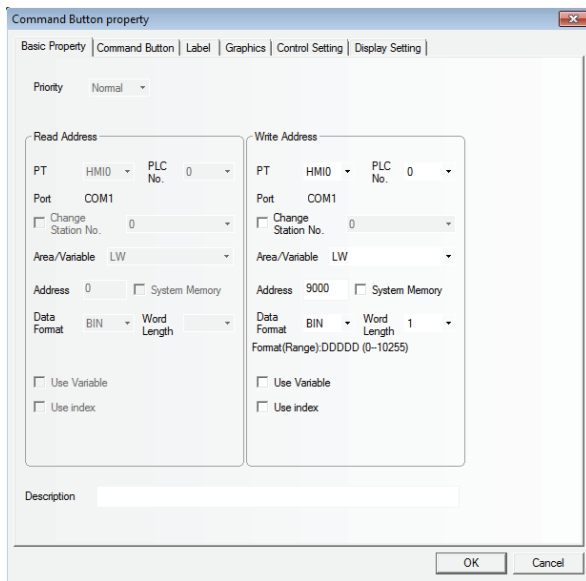 Command Button property
Basic Property Command Button Label Graphics Control Setting Display Setting
Priority Normal
Read Address
PT HMI0 PLC No. 0
Port COM1
Change Station No. 0
Area/Variable LW
Address 0 System Memory
Data Format BIN Word Length
Use Variable
Use index
Write Address
PT HMI0 PLC No. 0
Port COM1
Change Station No. 0
Area/Variable LW
Address 9000 System Memory
Data Format BIN Word Length 1
Format(Range):DDDDD (0--10255)
Use Variable
Use index
Description
OK Cancel